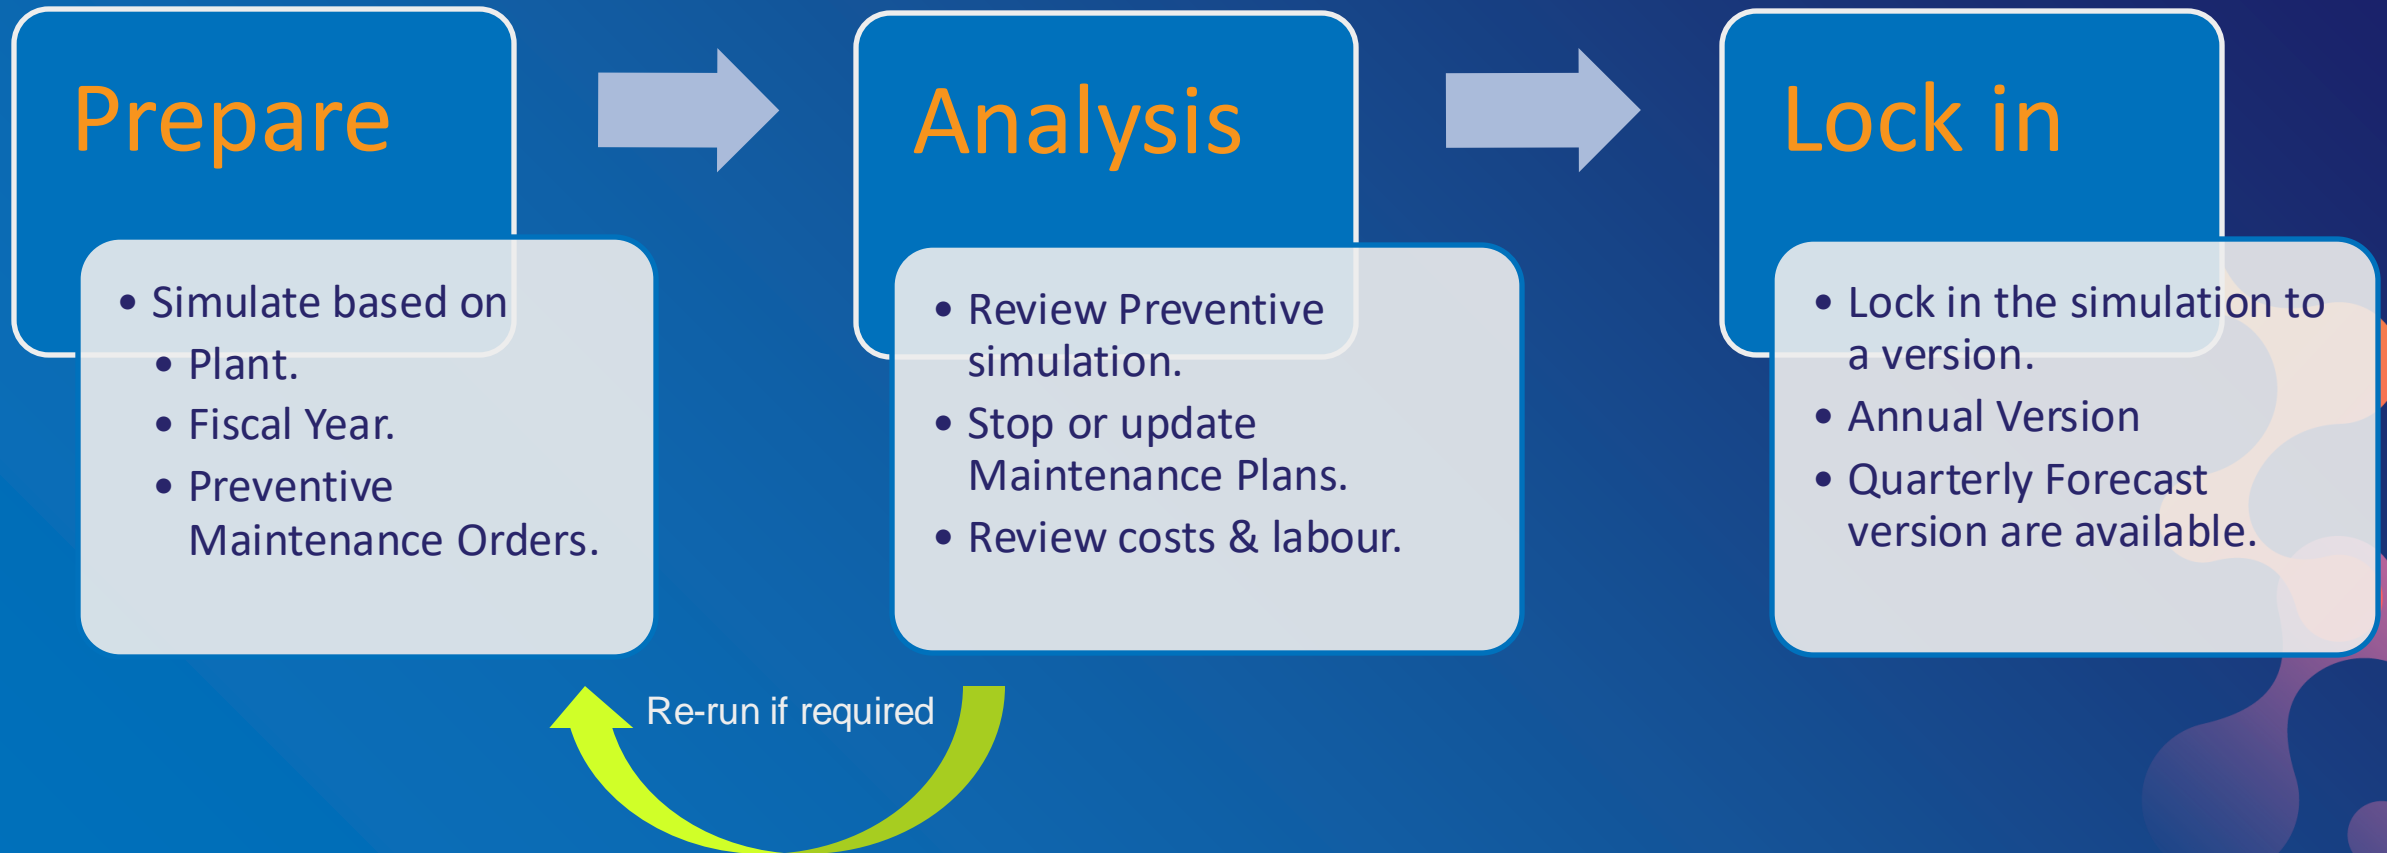 Prepare
• Simulate based on
• Plant.
• Fiscal Year.
• Preventive
Maintenance Orders.
Analysis
• Review Preventive
simulation.
• Stop or update
Maintenance Plans.
• Review costs & labour.
Lock in
• Lock in the simulation to
a version.
• Annual Version
• Quarterly Forecast
version are available.
Re-run if required